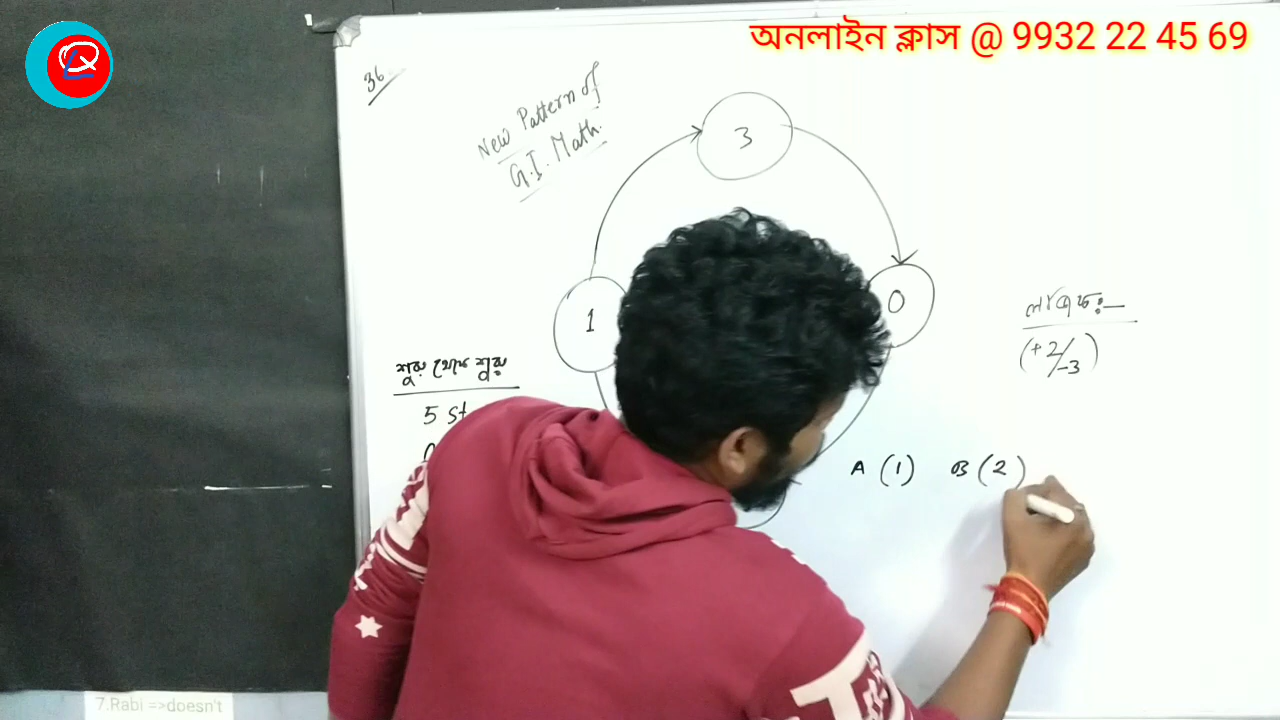 অনলাইন ক্লাস @ 9932 22 45 69
36
New Pattern of
G.I. Math.
3
1
0
শুরু থেকে শুরু
5 st
(+2/-3)
A (1) B (2)
7.Rabi =>doesn't